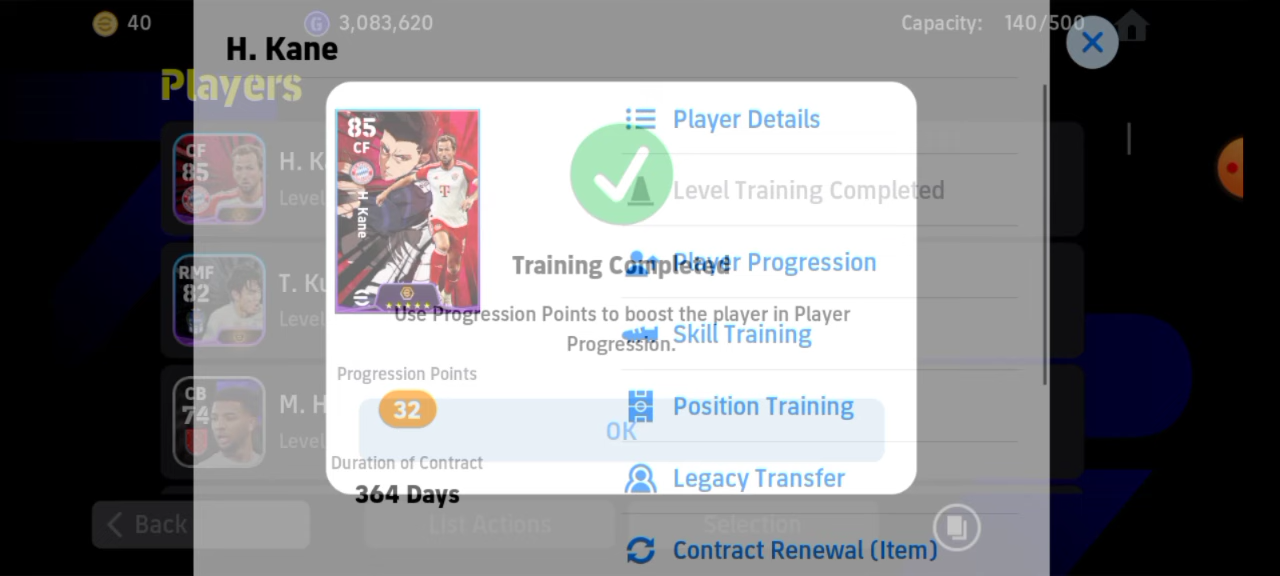 40
3,083,620
Capacity: 140/500
H. Kane
Players
85
CF
H. Kane
Player Details
CF
85
H. K
Level
Level Training Completed
Training Completed
Player Progression
RMF
82
T. Ku
Level
Use Progression Points to boost the player in Player
Progression.
Skill Training
Progression Points
32
Position Training
CB
74
M. H
Level
OK
Duration of Contract
364 Days
Legacy Transfer
Back
List Actions
Selection
Contract Renewal (Item)